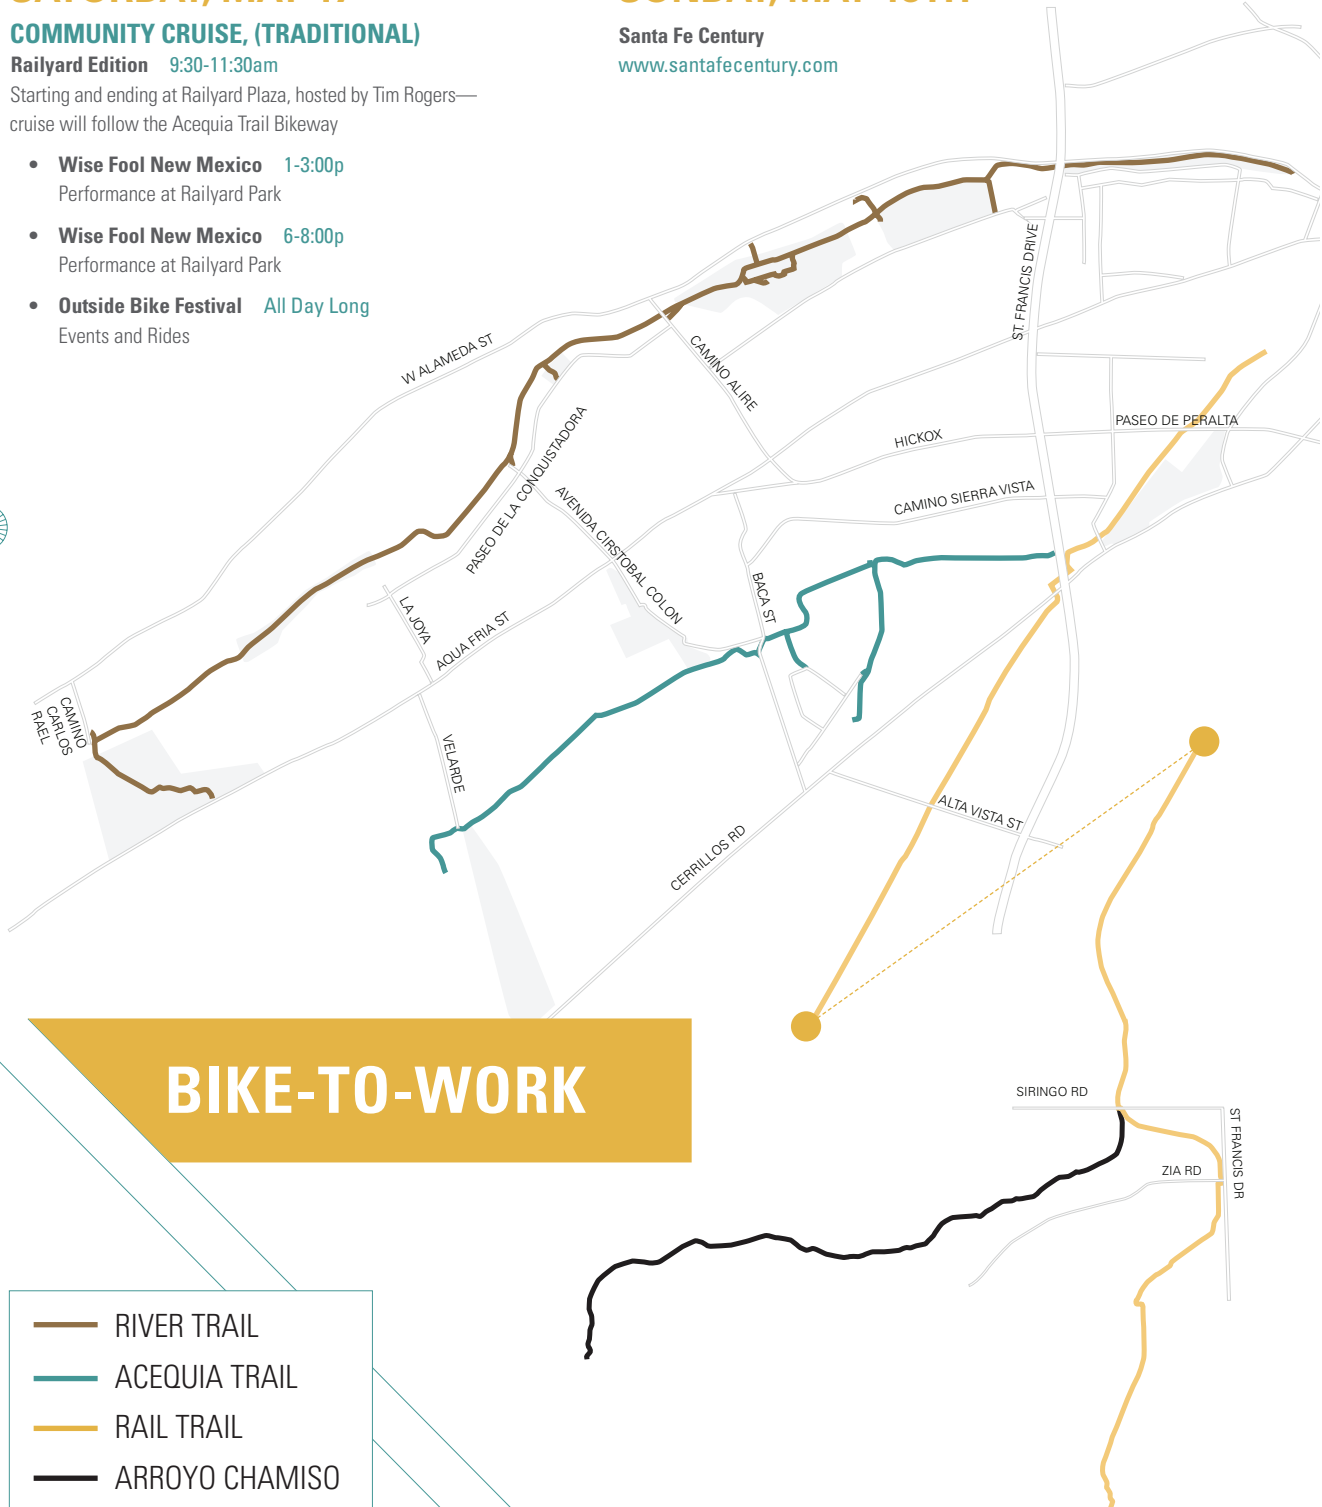 COMMUNITY CRUISE, (TRADITIONAL)
Railyard Edition 9:30-11:30am
Starting and ending at Railyard Plaza, hosted by Tim Rogers—
cruise will follow the Acequia Trail Bikeway
• Wise Fool New Mexico 1-3:00p
Performance at Railyard Park
• Wise Fool New Mexico 6-8:00p
Performance at Railyard Park
• Outside Bike Festival All Day Long
Events and Rides
Santa Fe Century
www.santafecentury.com
W ALAMEDA ST
CAMINO ALIRE
ST. FRANCIS DRIVE
PASEO DE PERALTA
HICKOX
CAMINO SIERRA VISTA
PASEO DE LA CONQUISTADORA
AVENIDA CIRSTOBAL COLON
BACA ST
LA JOYA
AQUA FRIA ST
CAMINO
CARLOS
RAEL
VELARDE
ALTA VISTA ST
CERRILLOS RD
BIKE-TO-WORK
SIRINGO RD
ST FRANCIS DR
ZIA RD
RIVER TRAIL
ACEQUIA TRAIL
RAIL TRAIL
ARROYO CHAMISO